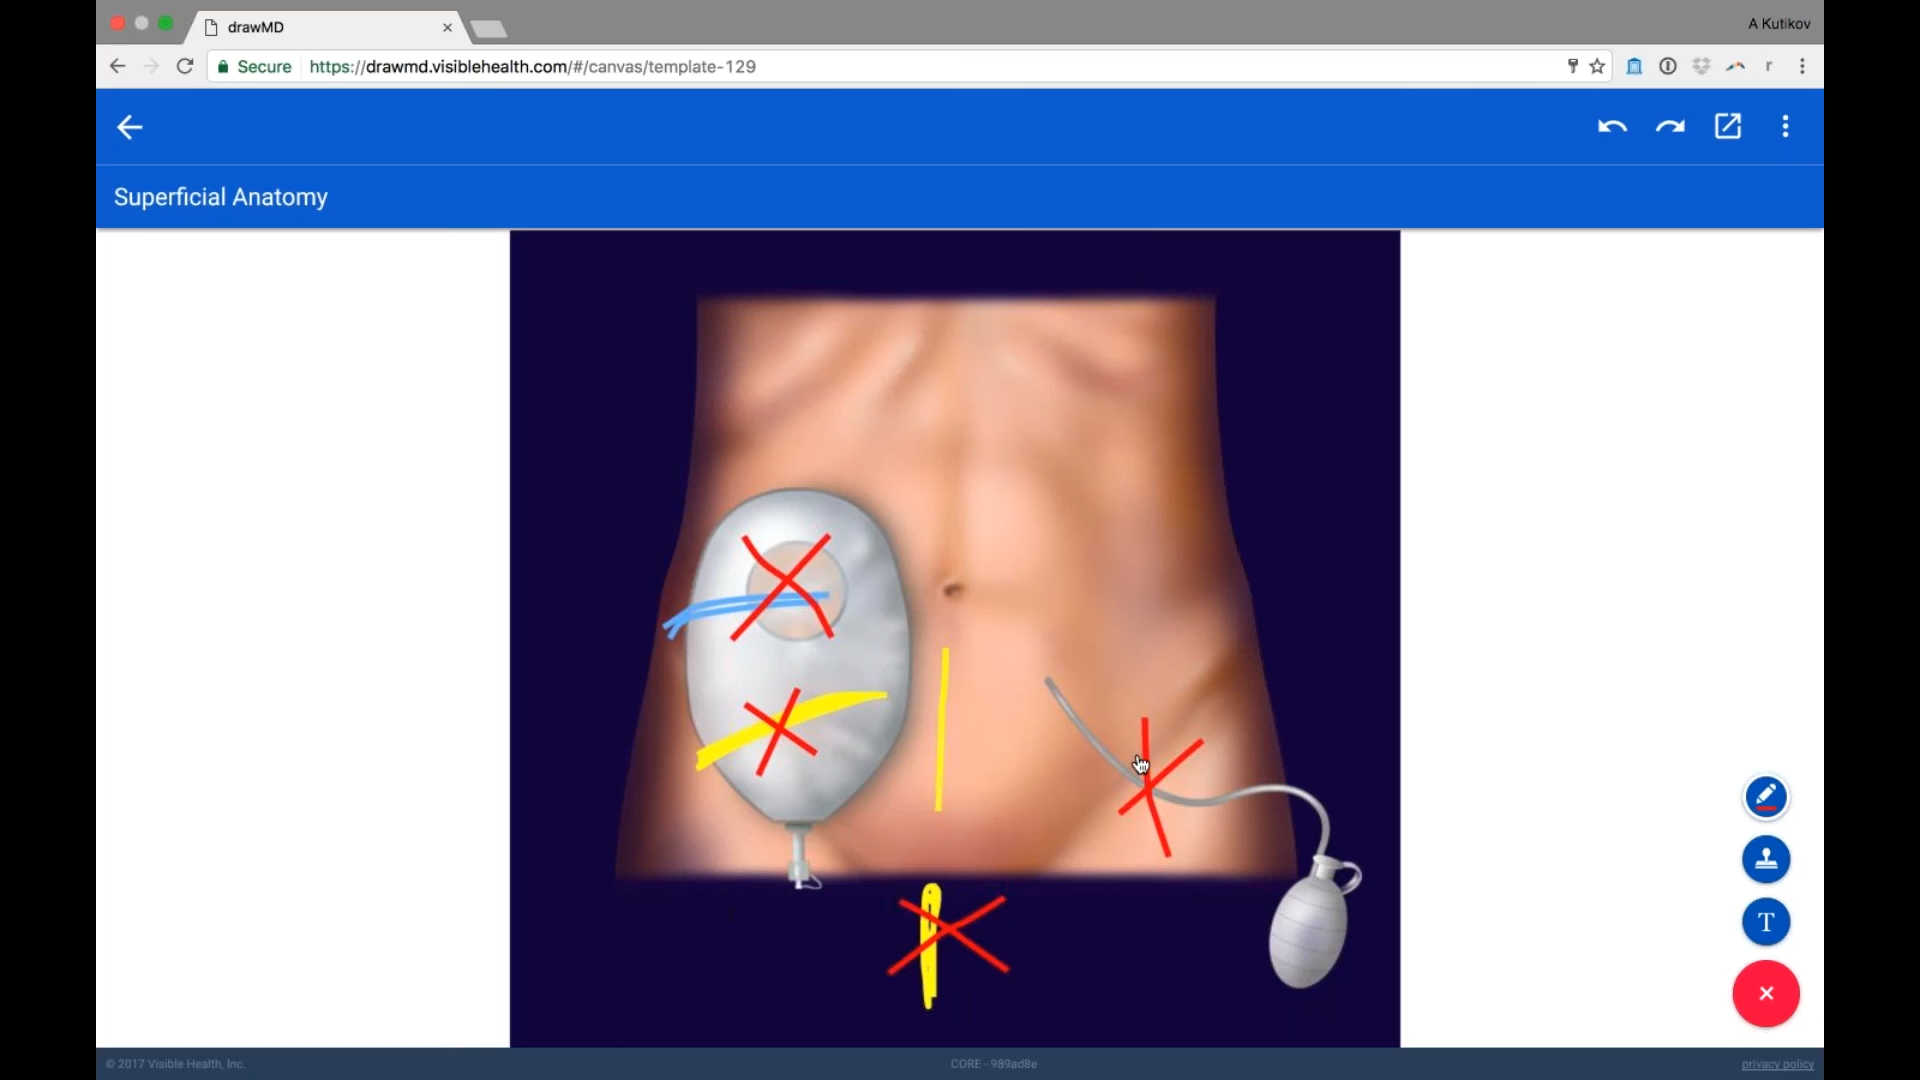 drawMD
A Kutikov
Secure https://drawmd.visiblehealth.com/#/canvas/template-129
r
Superficial Anatomy
T
© 2017 Visible Health, Inc. CORE - 989ad8e privacy policy